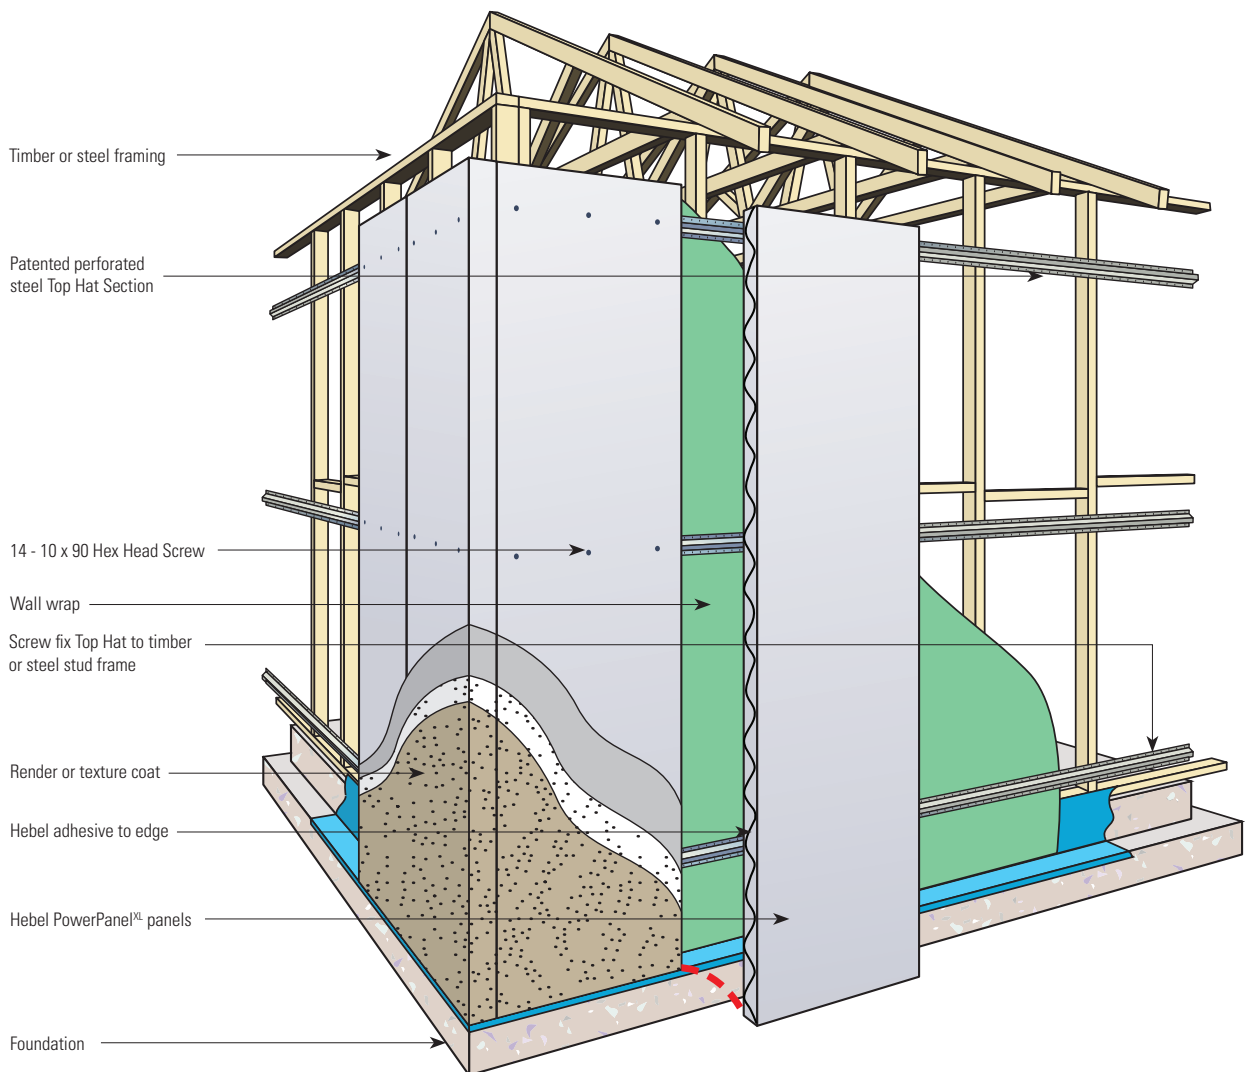 Timber or steel framing
Patented perforated
steel Top Hat Section
14 - 10 x 90 Hex Head Screw
Wall wrap
Screw fix Top Hat to timber
or steel stud frame
Render or texture coat
Hebel adhesive to edge
Hebel PowerPanelXL panels
Foundation